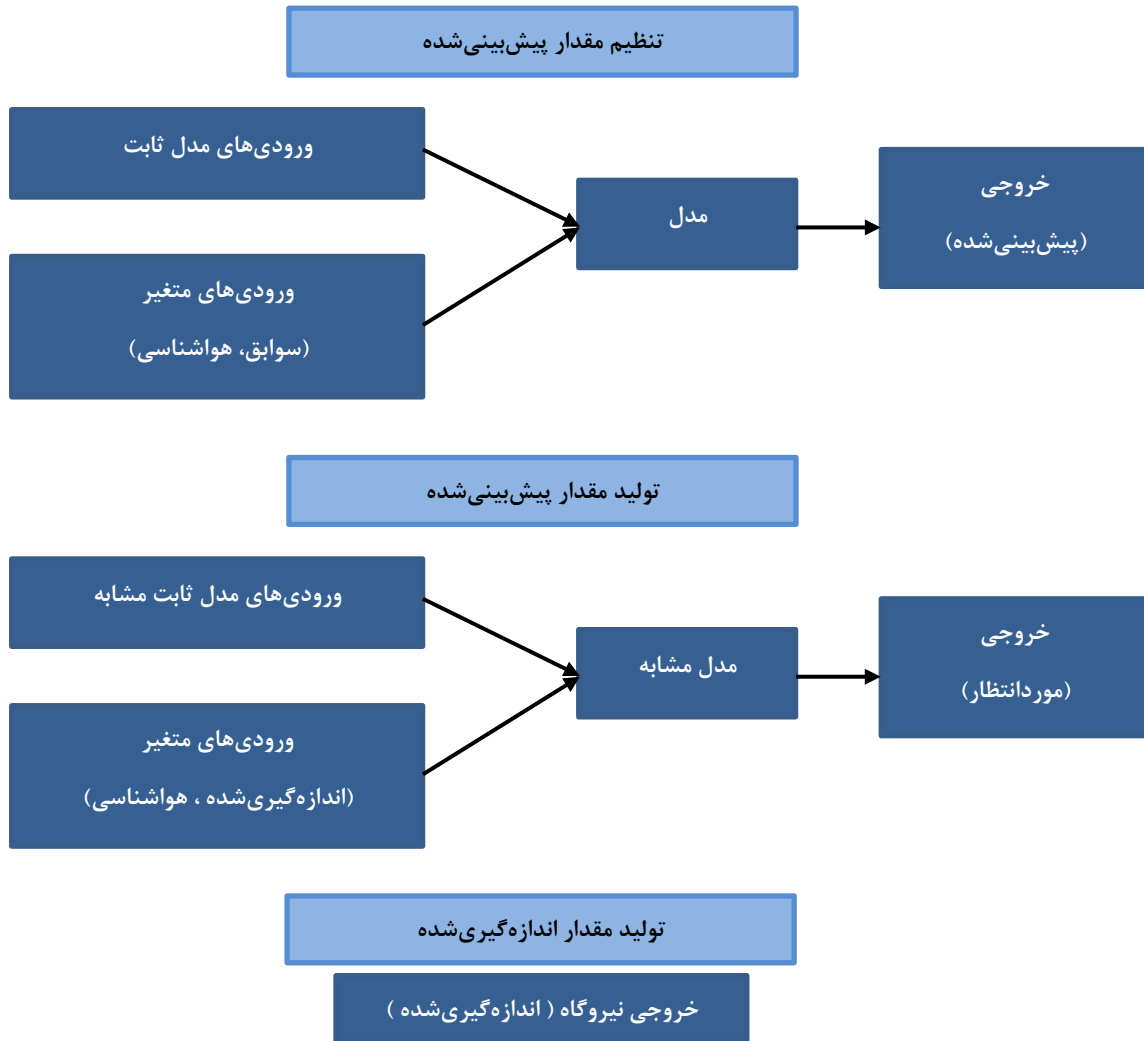 تنظیم مقدار پیش‌بینی‌شده
ورودی‌های مدل ثابت
ورودی‌های متغیر
(سوابق، هواشناسی)
مدل
خروجی
(پیش‌بینی‌شده)
تولید مقدار پیش‌بینی‌شده
ورودی‌های مدل ثابت مشابه
ورودی‌های متغیر
(اندازه‌گیری‌شده ، هواشناسی)
مدل مشابه
خروجی
(موردانتظار)
تولید مقدار اندازه‌گیری‌شده
خروجی نیروگاه ( اندازه‌گیری‌شده )